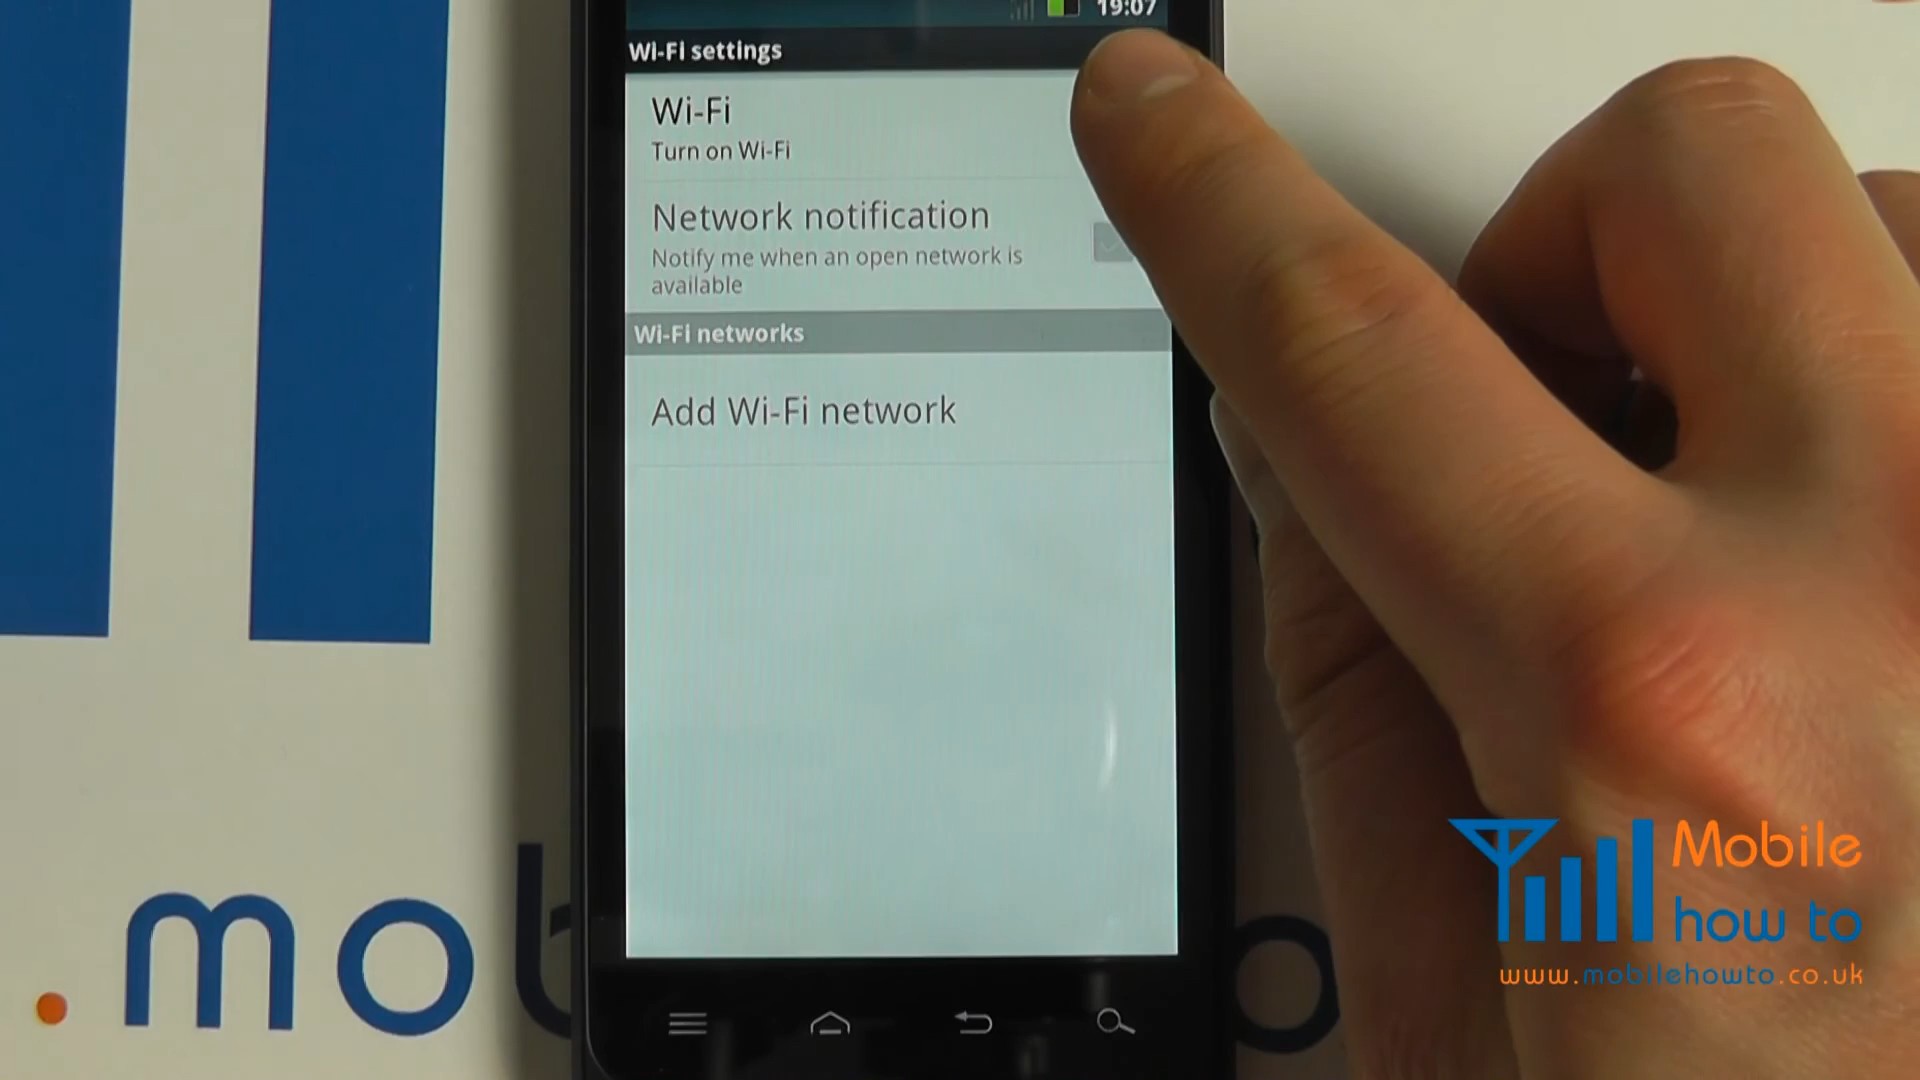 19:07
Wi-Fi settings
Wi-Fi
Turn on Wi-Fi
Network notification
Notify me when an open network is
available
Wi-Fi networks
Add Wi-Fi network
Mobile
how to
www.mobilehowto.co.uk
.mob